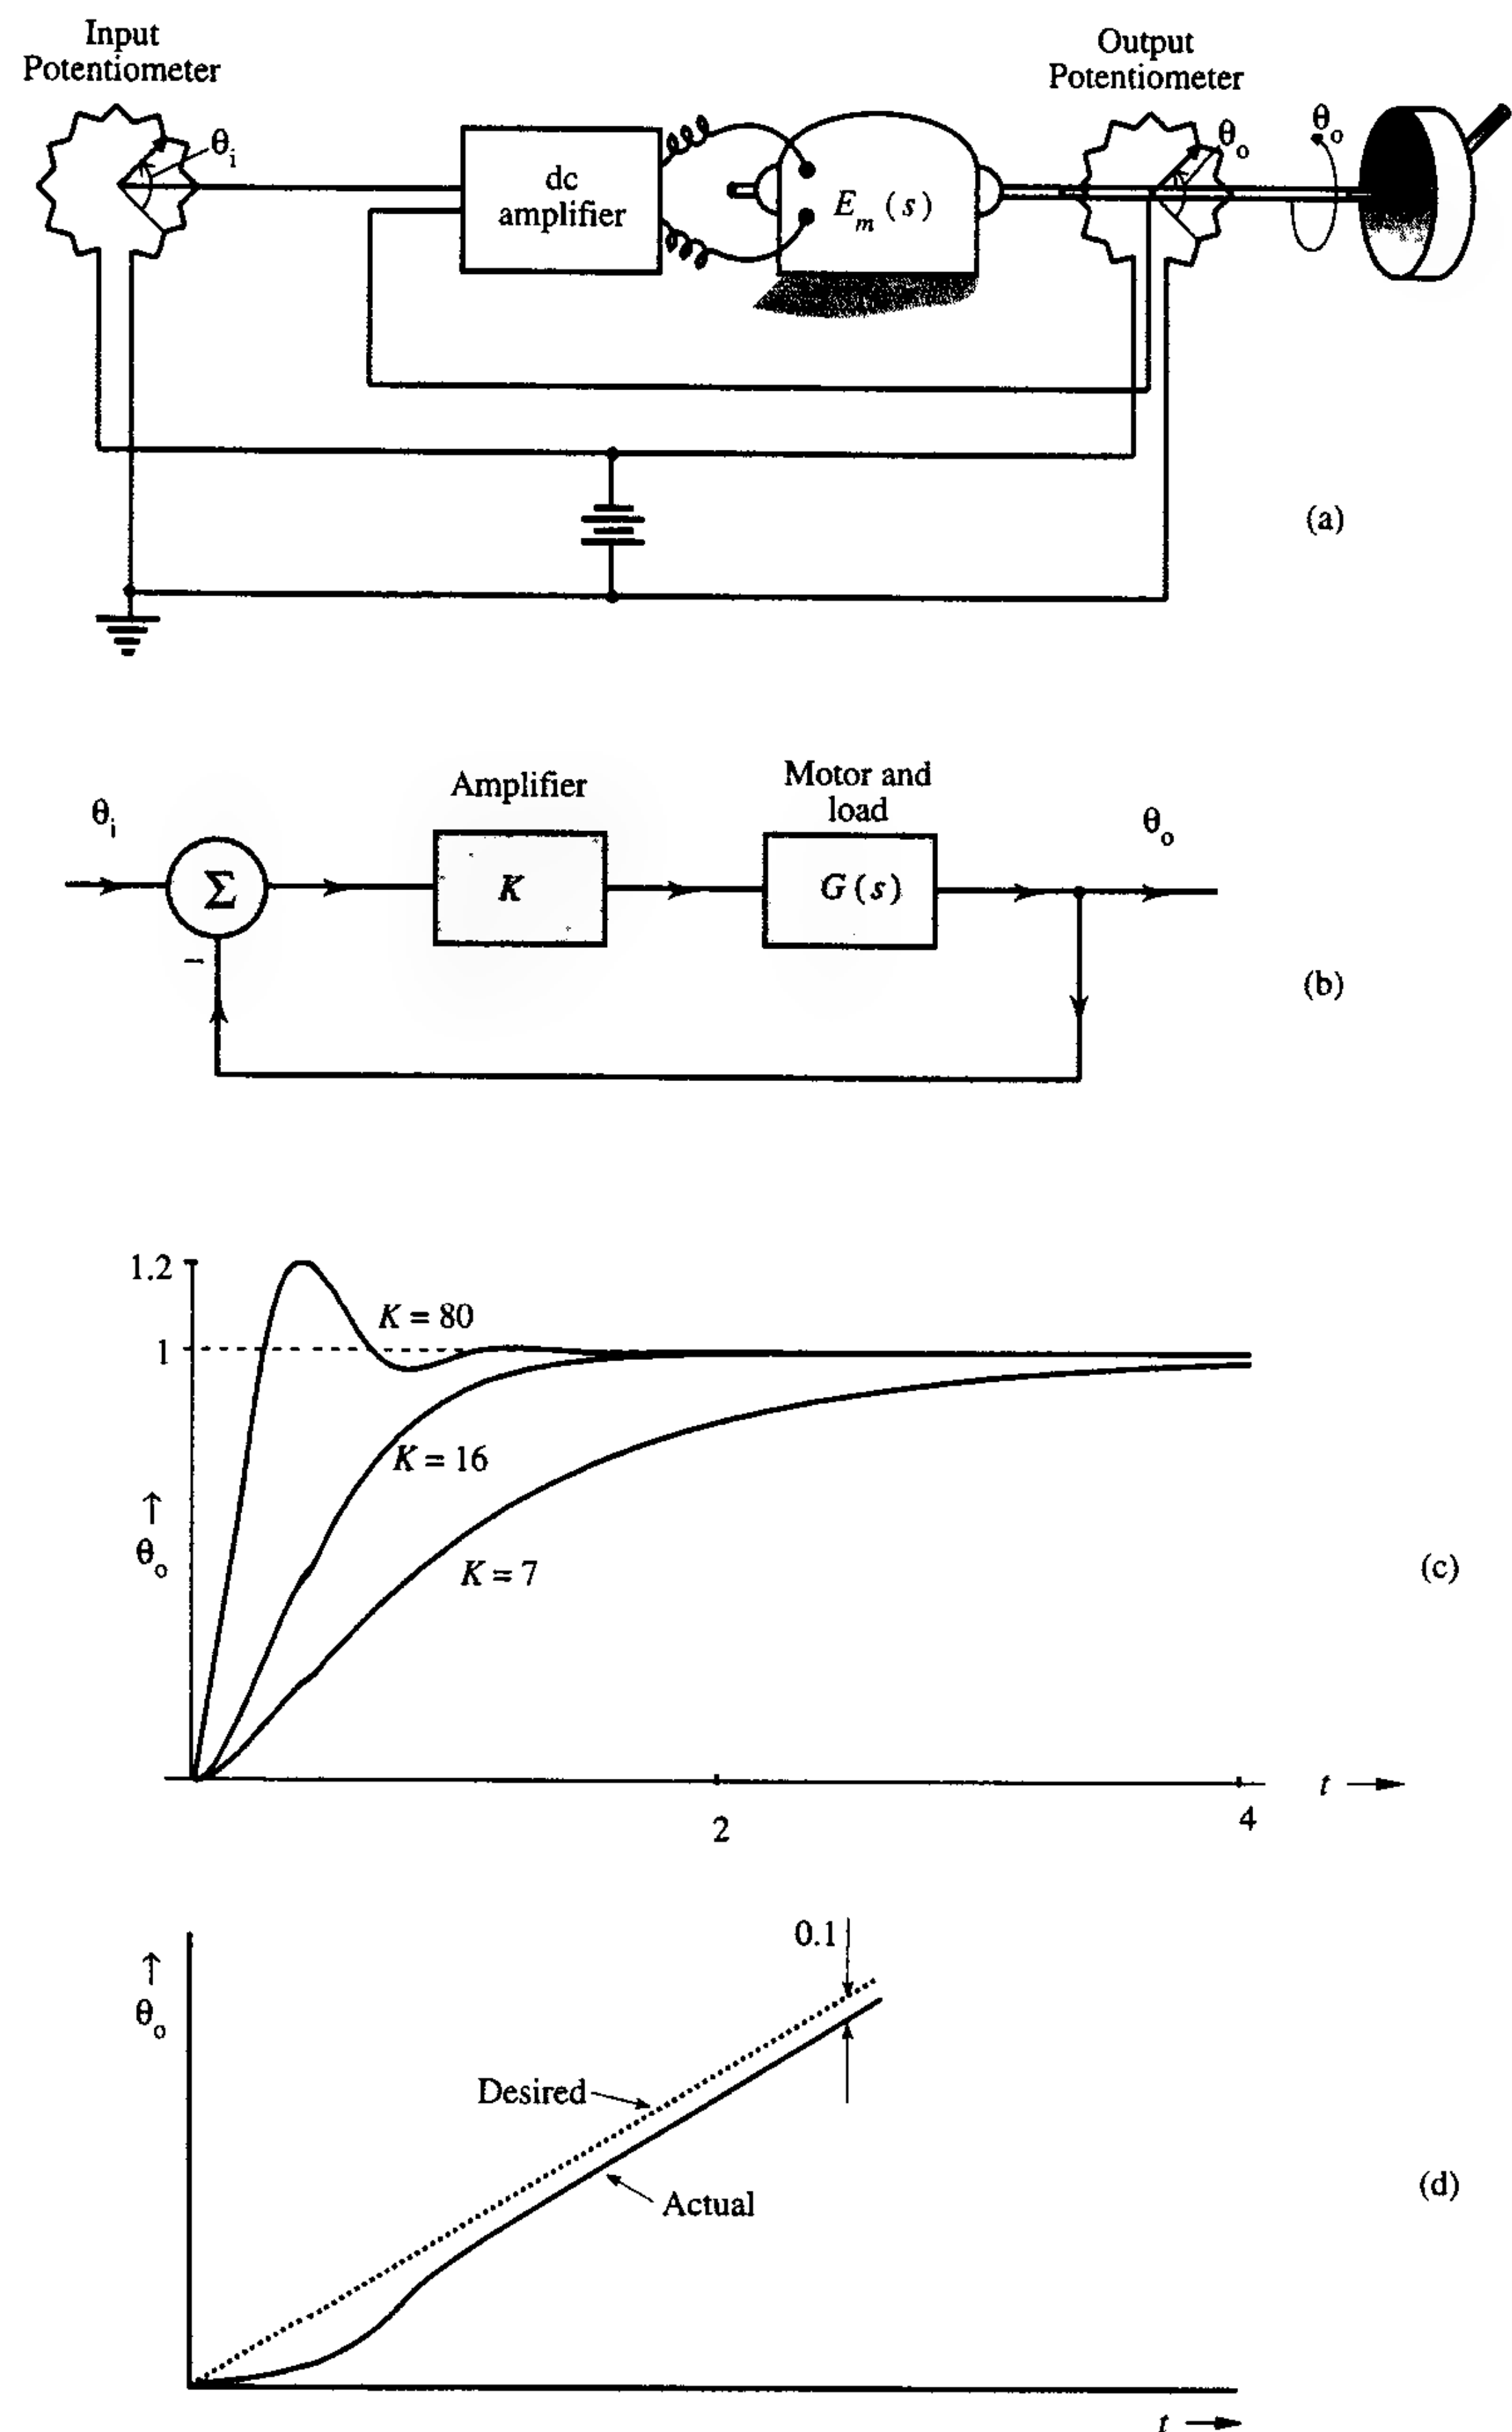 Input
Potentiometer
Output
Potentiometer
θi
dc
amplifier
Em(s)
θo
θo
(a)
Amplifier
Motor and
load
θi
θo
Σ
K
G(s)
−
(b)
1.2
K = 80
1
K = 16
↑
θo
K = 7
(c)
t →
2
4
0.1
↑
θo
Desired
Actual
(d)
t →